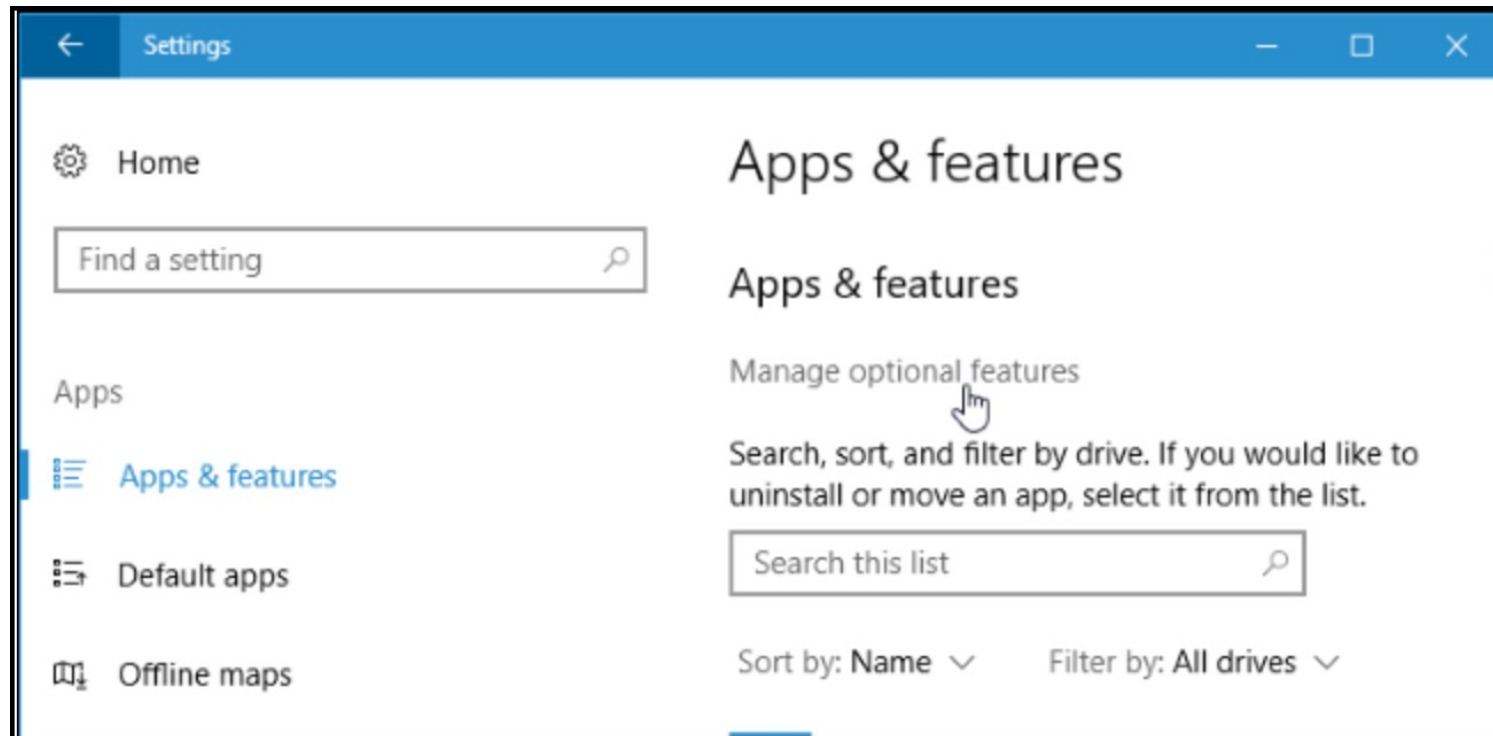 Settings
Home
Find a setting
Apps
Apps & features
Default apps
Offline maps
Apps & features
Apps & features
Manage optional features
Search, sort, and filter by drive. If you would like to
uninstall or move an app, select it from the list.
Search this list
Sort by: Name Filter by: All drives